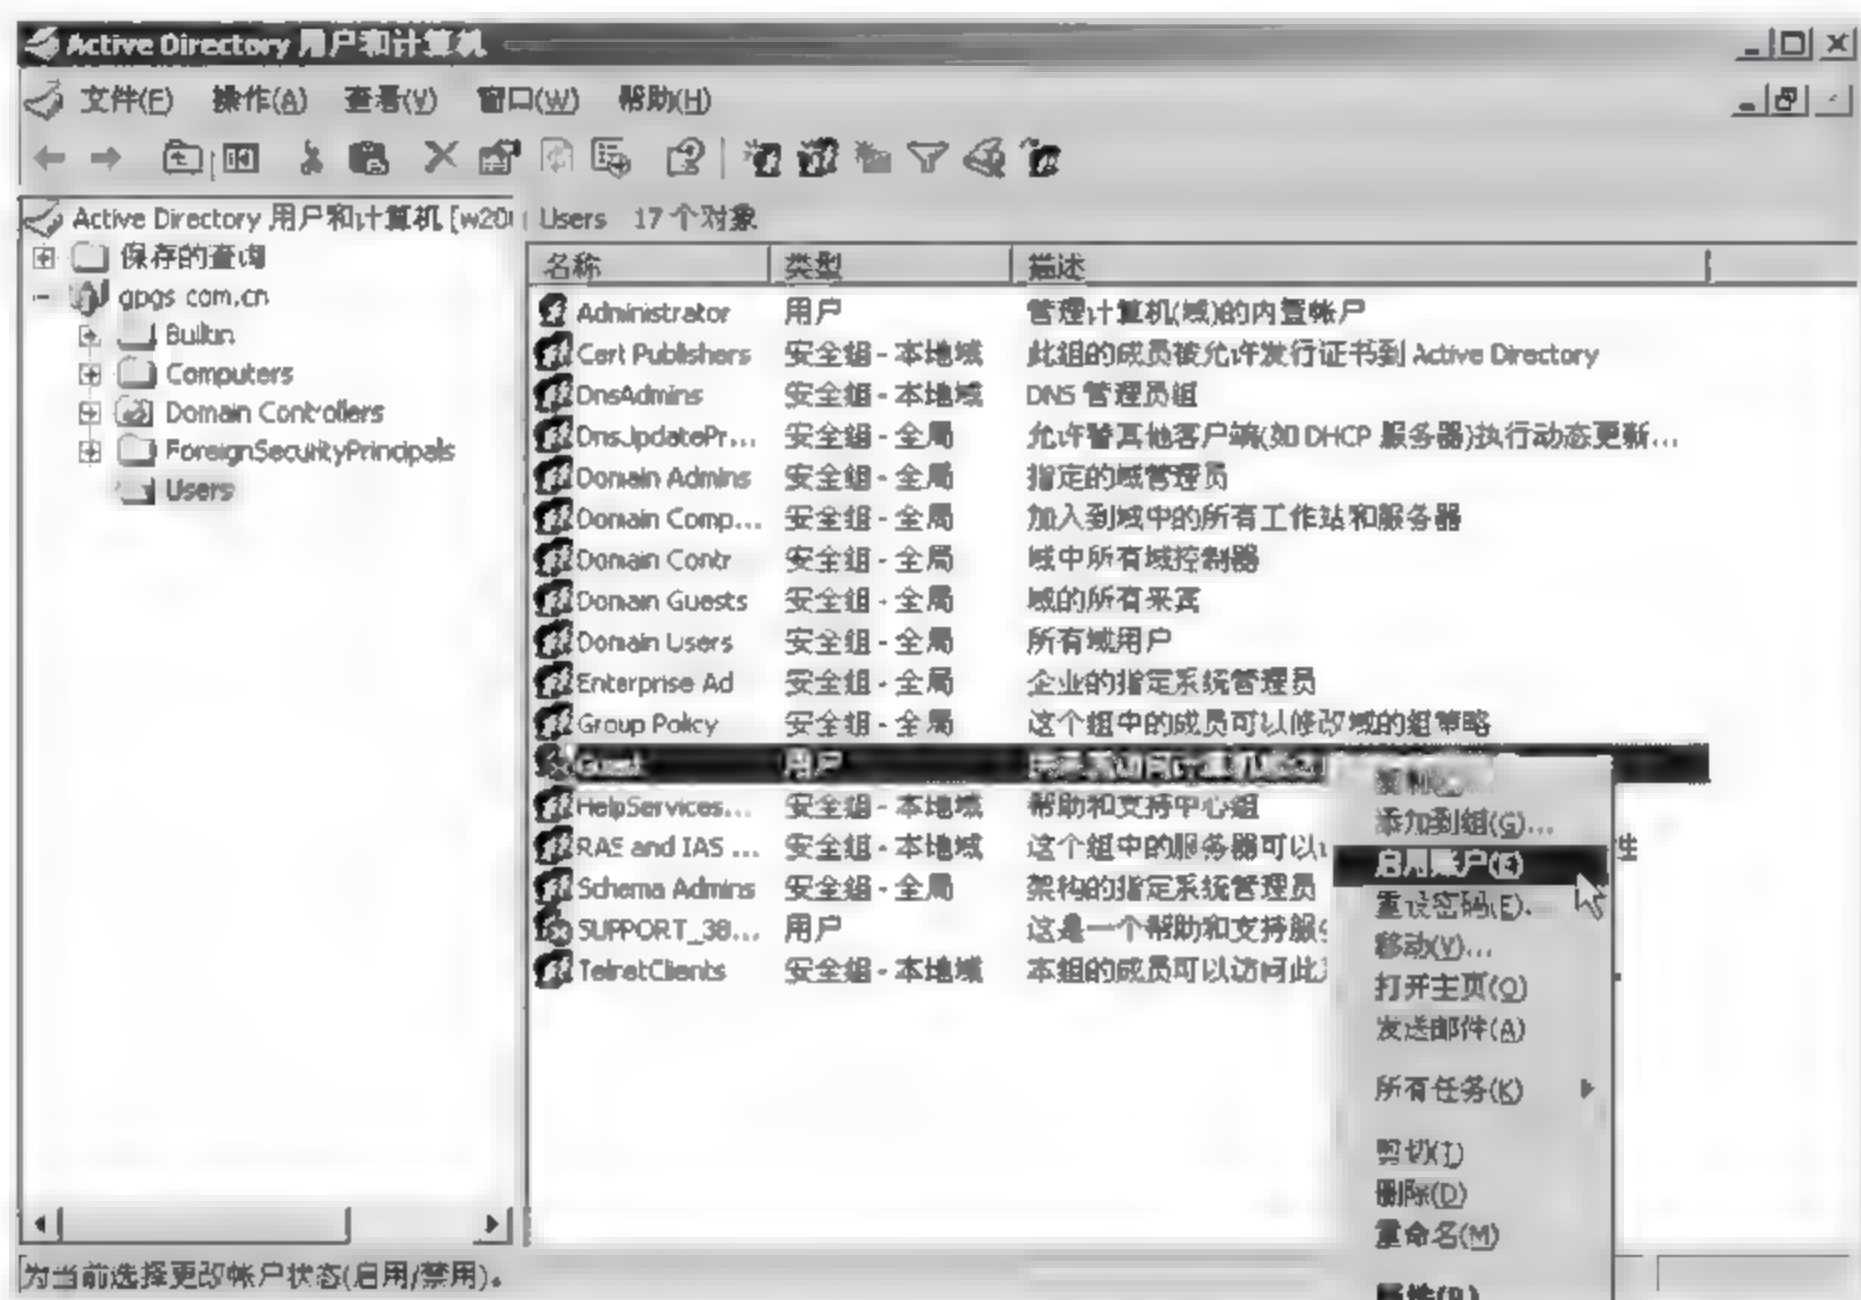 Active Directory 用户和计算机
文件(F) 操作(A) 查看(V) 窗口(W) 帮助(H)
Active Directory 用户和计算机 [w20
保存的查询
gpgs.com.cn
Builtin
Computers
Domain Controllers
ForeignSecurityPrincipals
Users
Users 17 个对象
名称 类型 描述
Administrator 用户 管理计算机(域)的内置帐户
Cert Publishers 安全组 - 本地域 此组的成员被允许发行证书到 Active Directory
DnsAdmins 安全组 - 本地域 DNS 管理员组
DnsUpdatePr... 安全组 - 全局 允许替其他客户端(如 DHCP 服务器)执行动态更新...
Domain Admins 安全组 - 全局 指定的域管理员
Domain Comp... 安全组 - 全局 加入到域中的所有工作站和服务器
Domain Contr 安全组 - 全局 域中所有域控制器
Domain Guests 安全组 - 全局 域的所有来宾
Domain Users 安全组 - 全局 所有域用户
Enterprise Ad 安全组 - 全局 企业的指定系统管理员
Group Policy 安全组 - 全局 这个组中的成员可以修改域的组策略
Guest 用户
HelpServices... 安全组 - 本地域 帮助和支持中心组
RAS and IAS ... 安全组 - 本地域 这个组中的服务器可以 性
Schema Admins 安全组 - 全局 架构的指定系统管理员
SUPPORT_38... 用户 这是一个帮助和支持服
TelnetClients 安全组 - 本地域 本组的成员可以访问此
添加到组(G)...
启用账户(E)
重设密码(E)..
移动(V)...
打开主页(O)
发送邮件(A)
所有任务(K)
剪切(T)
删除(D)
重命名(M)
属性(R)
为当前选择更改帐户状态(启用/禁用)。